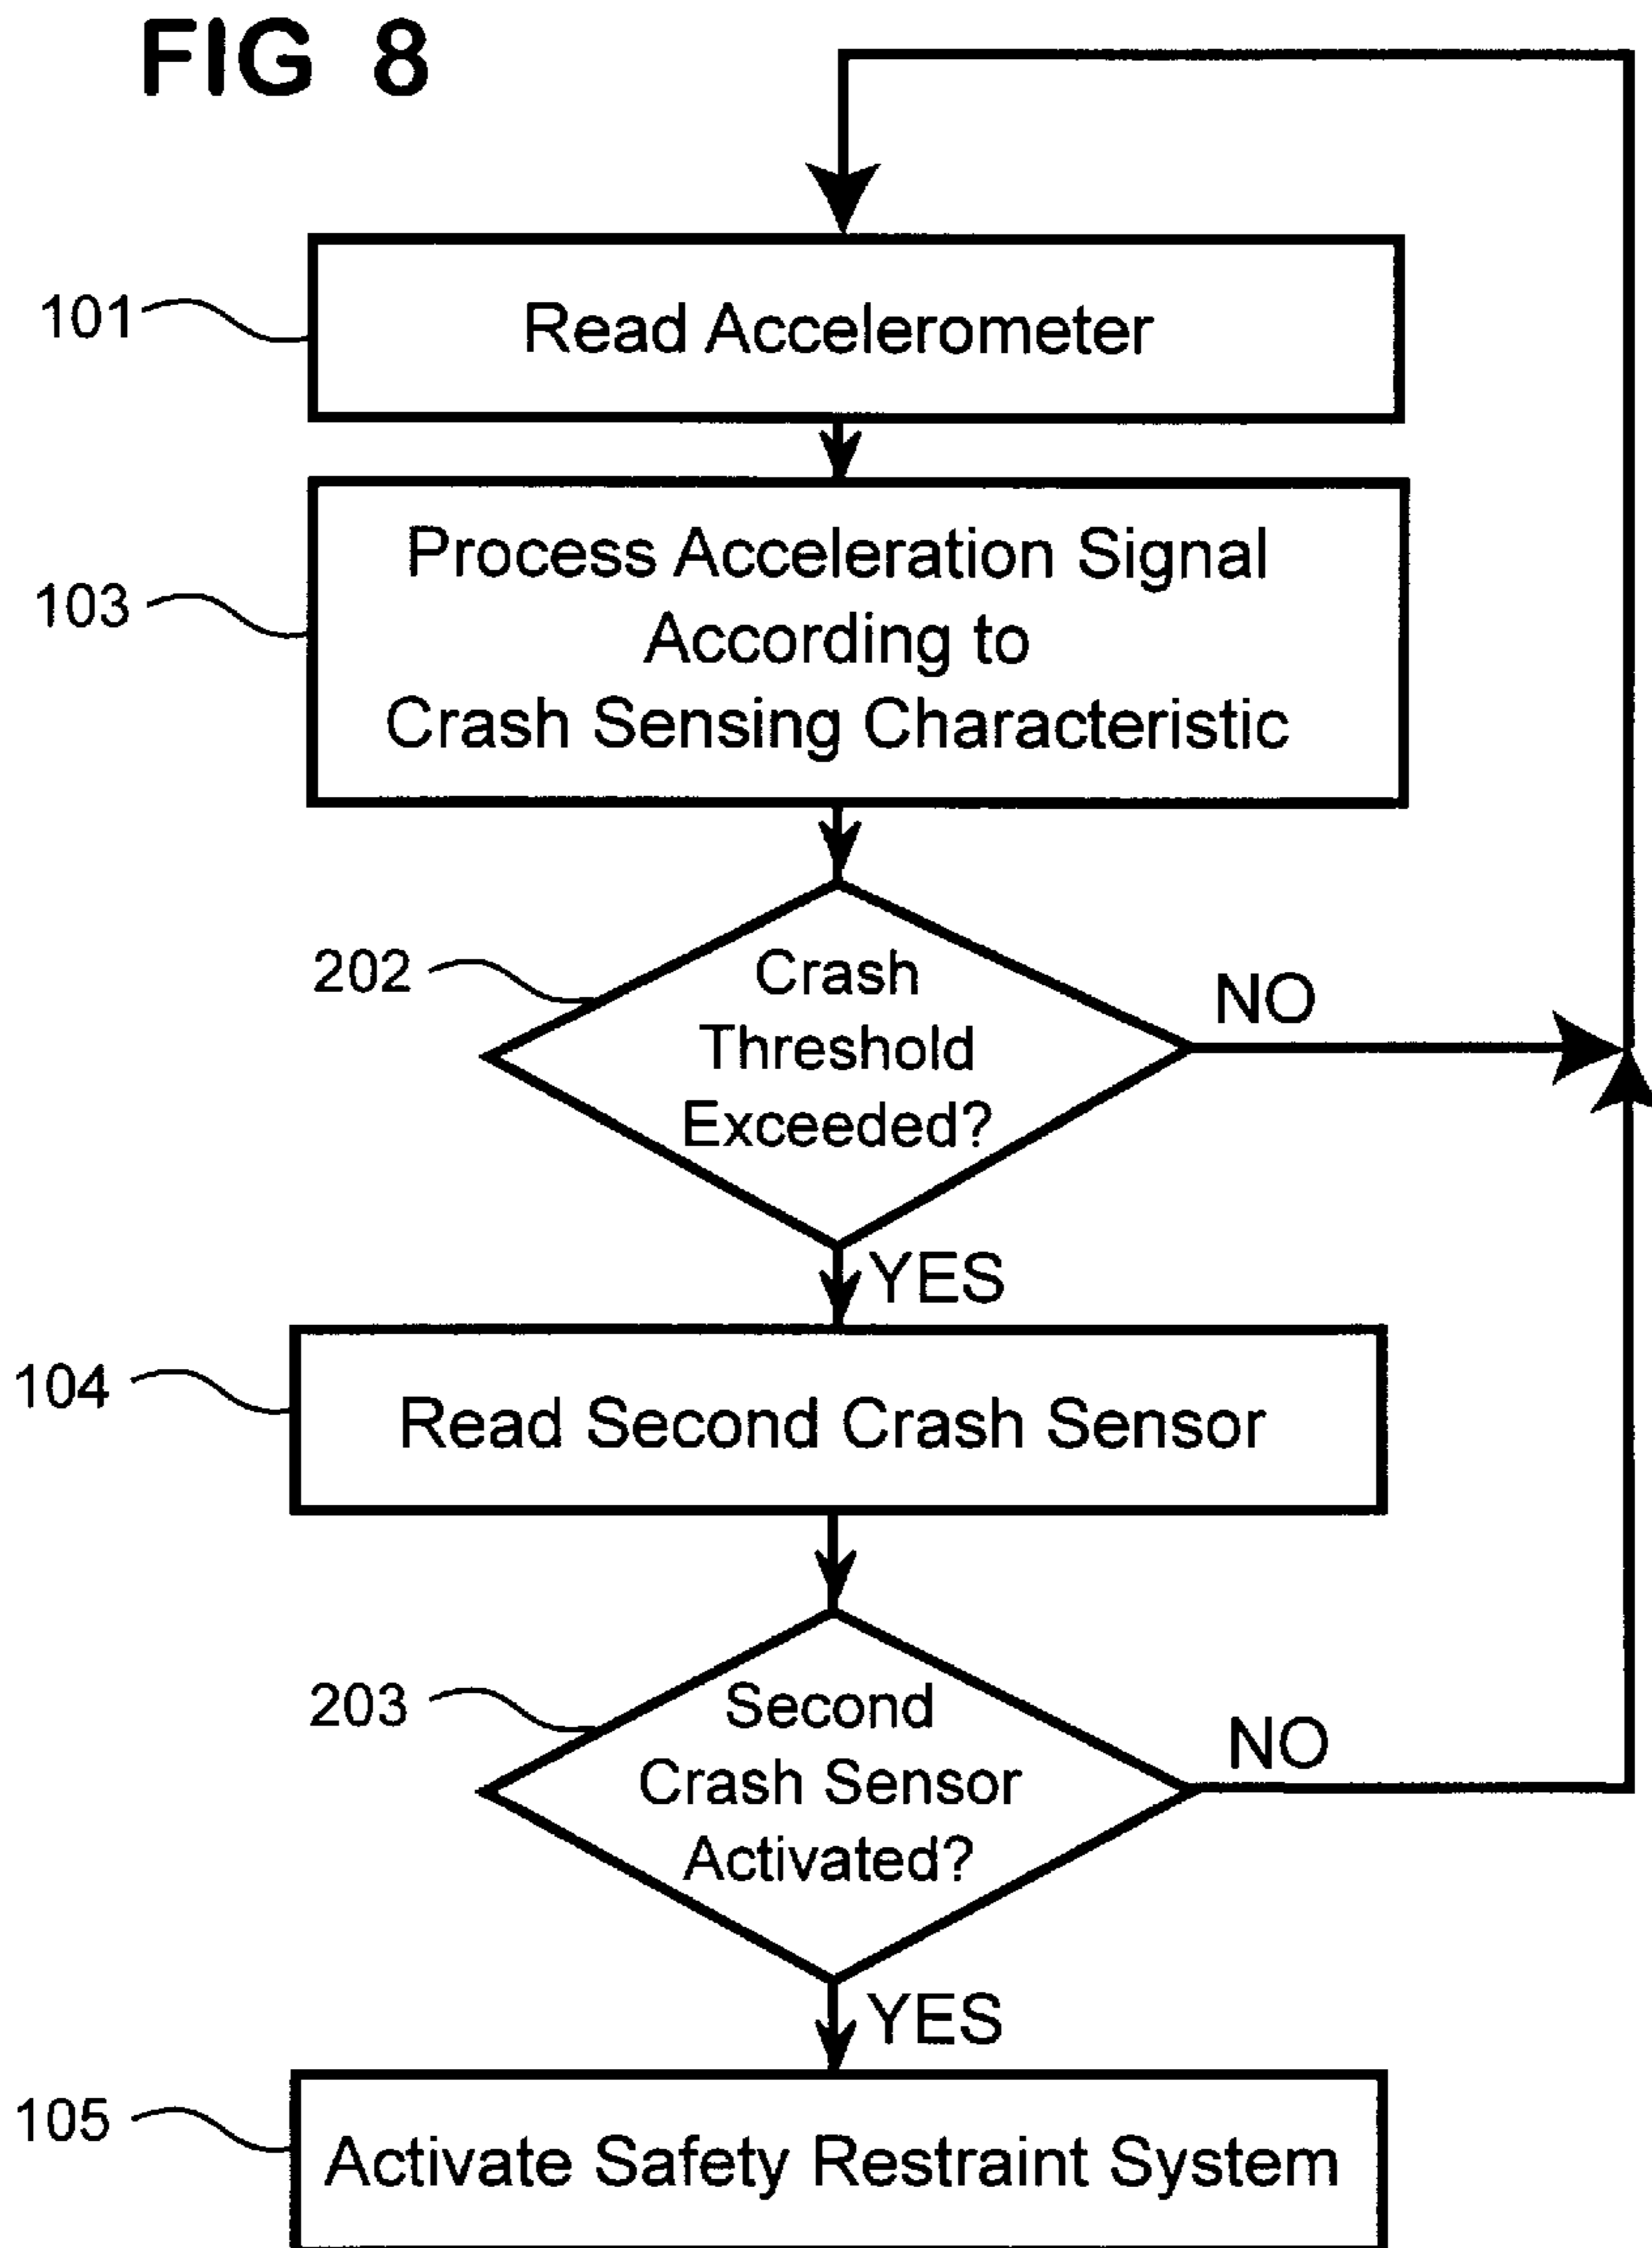 FIG 8
101
Read Accelerometer
103
Process Acceleration Signal
According to
Crash Sensing Characteristic
202
Crash
Threshold
Exceeded?
NO
YES
104
Read Second Crash Sensor
203
Second
Crash Sensor
Activated?
NO
YES
105
Activate Safety Restraint System